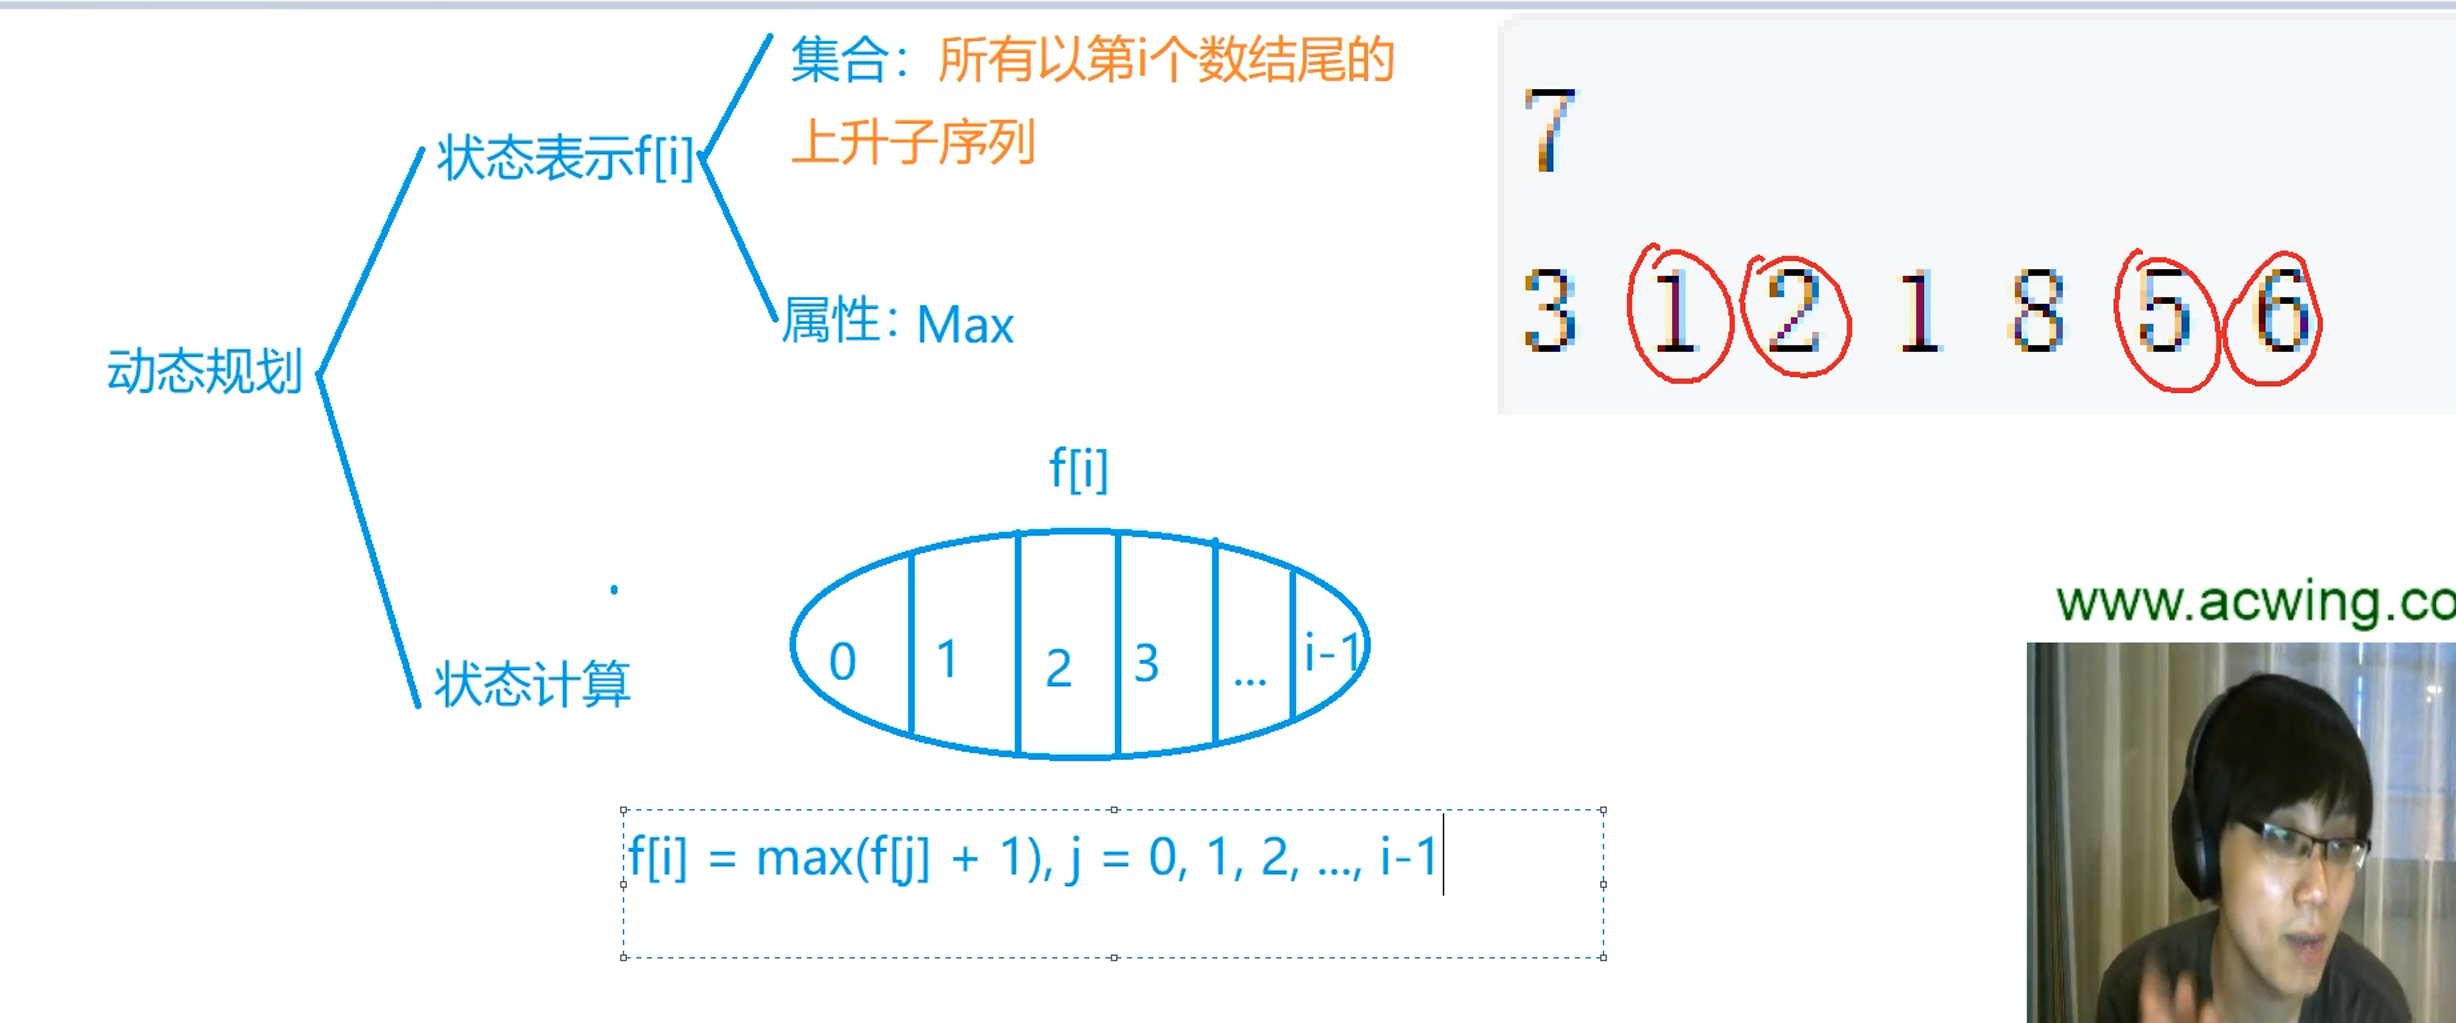 集合：所有以第i个数结尾的
上升子序列
状态表示f[i]
属性：Max
动态规划
状态计算
f[i]
0 1 2 3 ... i-1
f[i] = max(f[j] + 1), j = 0, 1, 2, ..., i-1
7
3 1 2 1 8 5 6
www.acwing.co